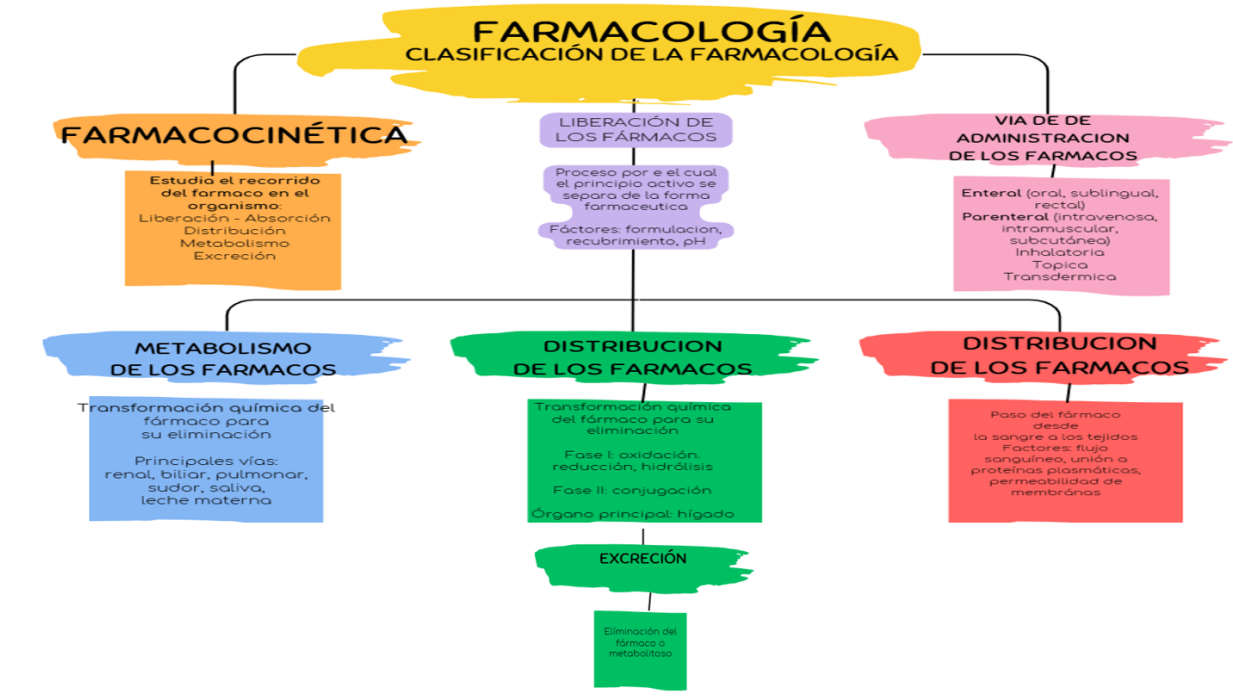 FARMACOLOGÍA
CLASIFICACIÓN DE LA FARMACOLOGÍA
FARMACOCINÉTICA
Estudia el recorrido
del farmaco en el
organismo:
Liberación - Absorción
Distribución
Metabolismo
Excreción
LIBERACIÓN DE
LOS FÁRMACOS
Proceso por e el cual
el principio activo se
separa de la forma
farmaceutica
Fáctores: formulacion,
recubrimiento, pH
VIA DE DE
ADMINISTRACION
DE LOS FARMACOS
Enteral (oral, sublingual,
rectal)
Parenteral (intravenosa,
intramuscular,
subcutánea)
Inhalatoria
Topica
Transdermica
METABOLISMO
DE LOS FARMACOS
Transformación química del
fármaco para
su eliminación
Principales vías:
renal, biliar, pulmonar,
sudor, saliva,
leche materna
DISTRIBUCION
DE LOS FARMACOS
Transformación química
del fármaco para su
eliminación
Fase I: oxidación.
reducción, hidrólisis
Fase II: conjugación
Órgano principal: hígado
EXCRECIÓN
Eliminación del
fármaco o
metabolitoso
DISTRIBUCION
DE LOS FARMACOS
Paso del fármaco
desde
la sangre a los tejidos
Factores: flujo
sanguíneo, unión a
proteínas plasmáticas,
permeabilidad de
membránas